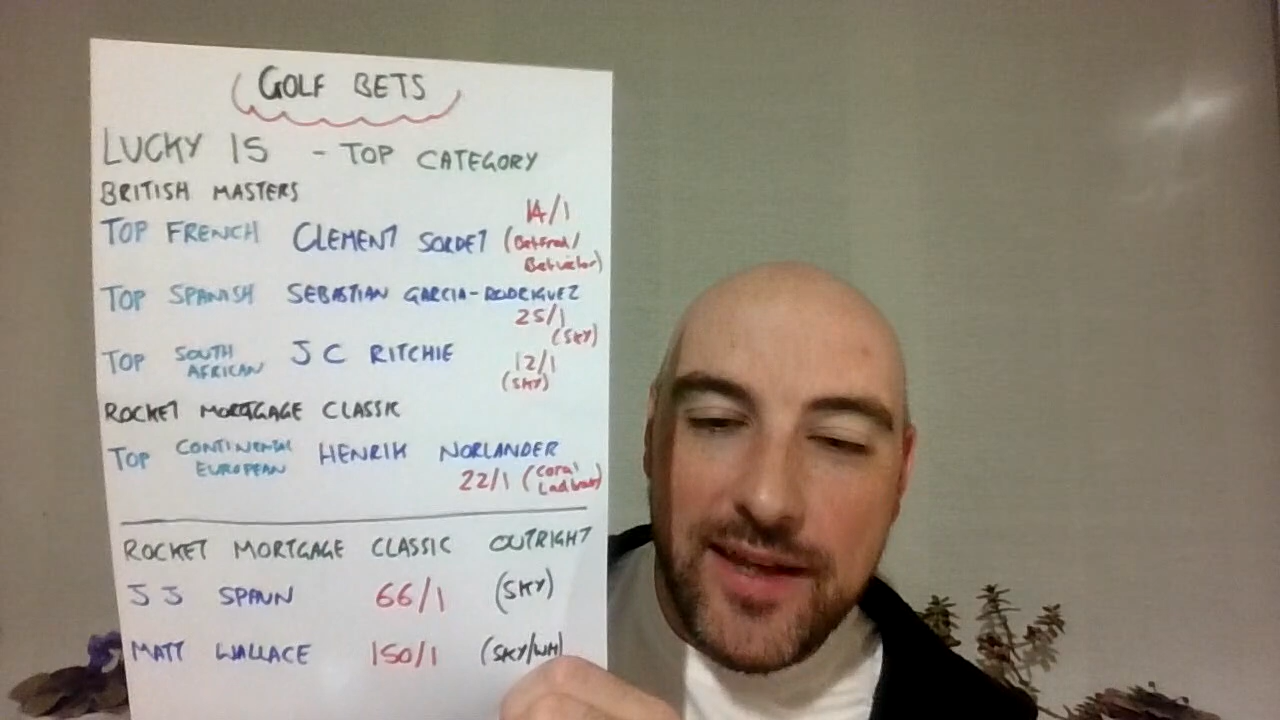 GOLF BETS
LUCKY 15 - TOP CATEGORY
BRITISH MASTERS
TOP FRENCH CLEMENT SORDET 14/1
(Betfred/
Betvictor)
TOP SPANISH SEBASTIAN GARCIA-RODRIGUEZ
25/1
(SKY)
TOP SOUTH AFRICAN J C RITCHIE 12/1
(SKY)
ROCKET MORTGAGE CLASSIC
TOP CONTINENTAL EUROPEAN HENRIK NORLANDER
22/1 (Coral
Ladbrokes)
ROCKET MORTGAGE CLASSIC OUTRIGHT
J J SPAUN 66/1 (SKY)
MATT WALLACE 150/1 (SKY/WH)